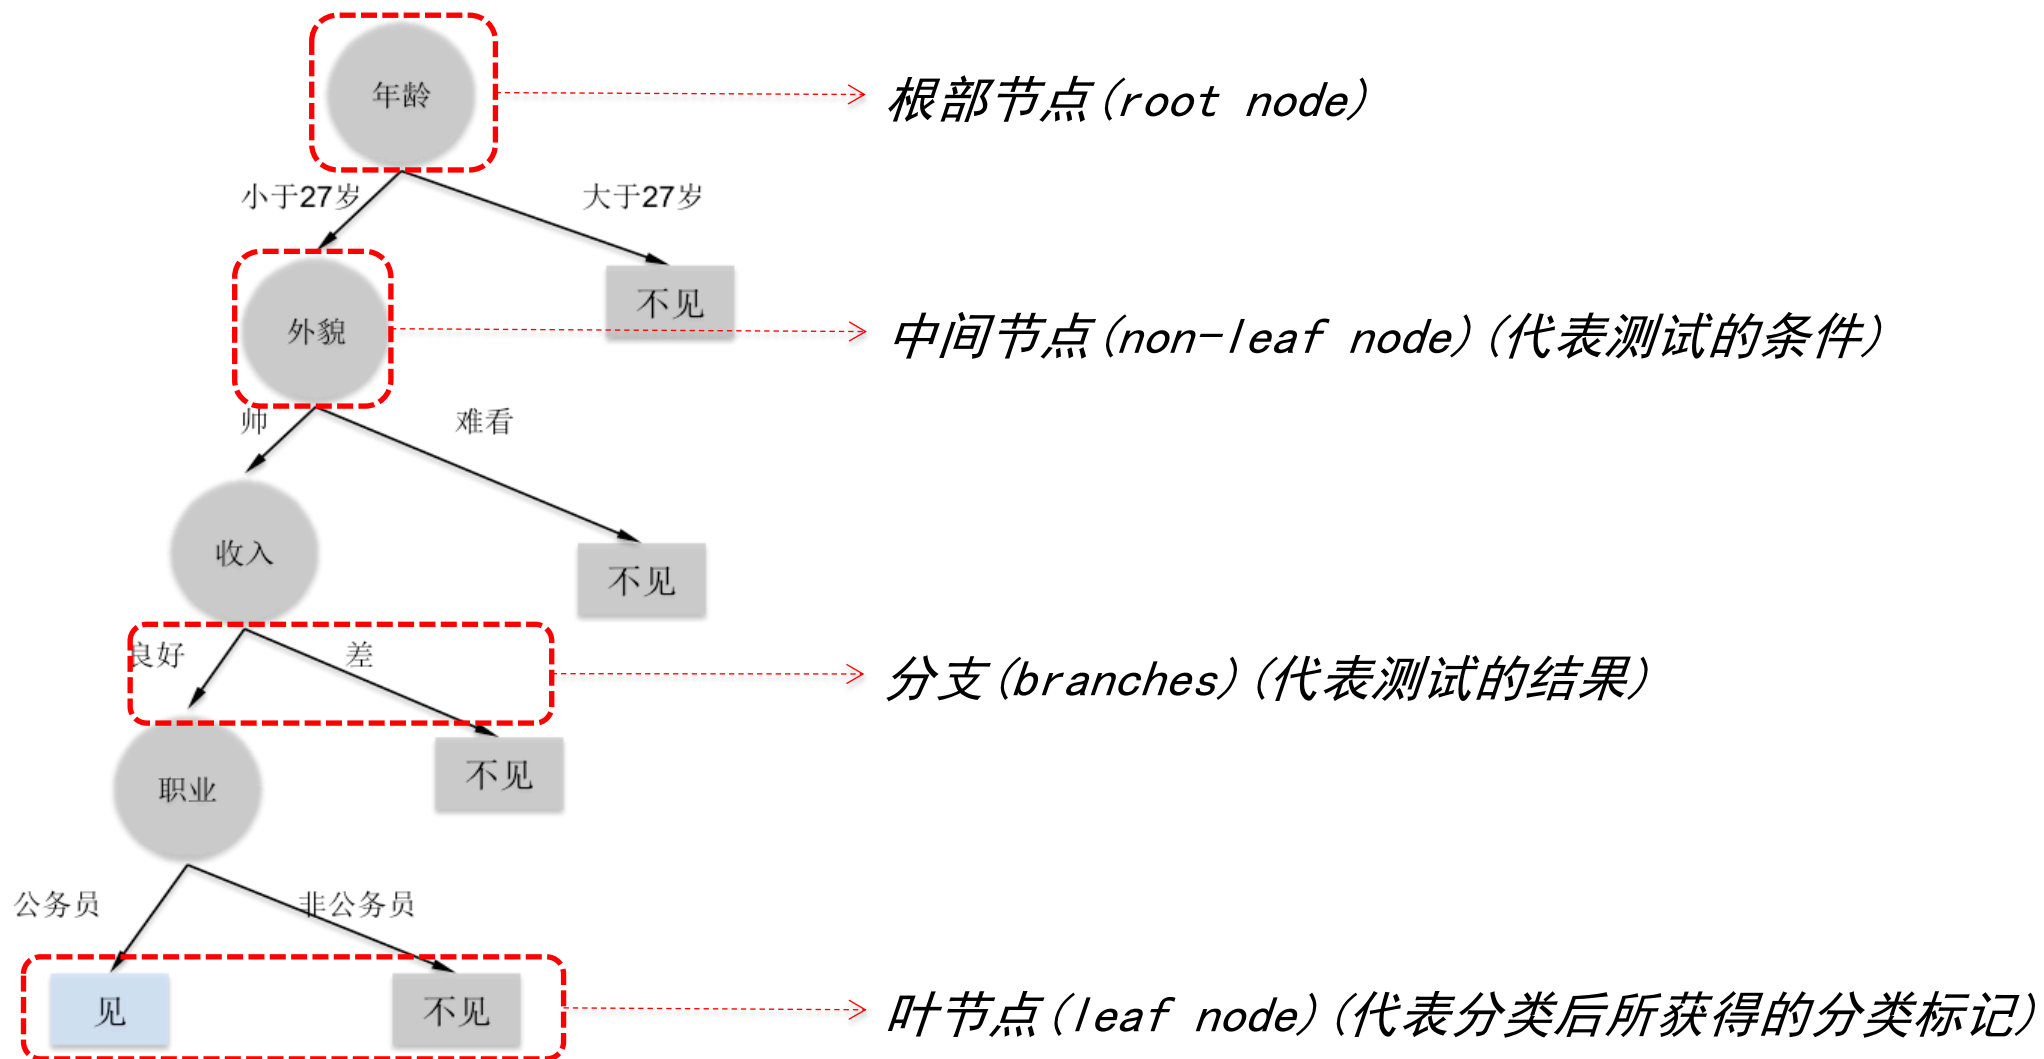 年龄
根部节点(root node)
小于27岁
大于27岁
不见
外貌
中间节点(non-leaf node)(代表测试的条件)
帅
难看
收入
不见
良好
差
分支(branches)(代表测试的结果)
不见
职业
公务员
非公务员
见
不见
叶节点(leaf node)(代表分类后所获得的分类标记)